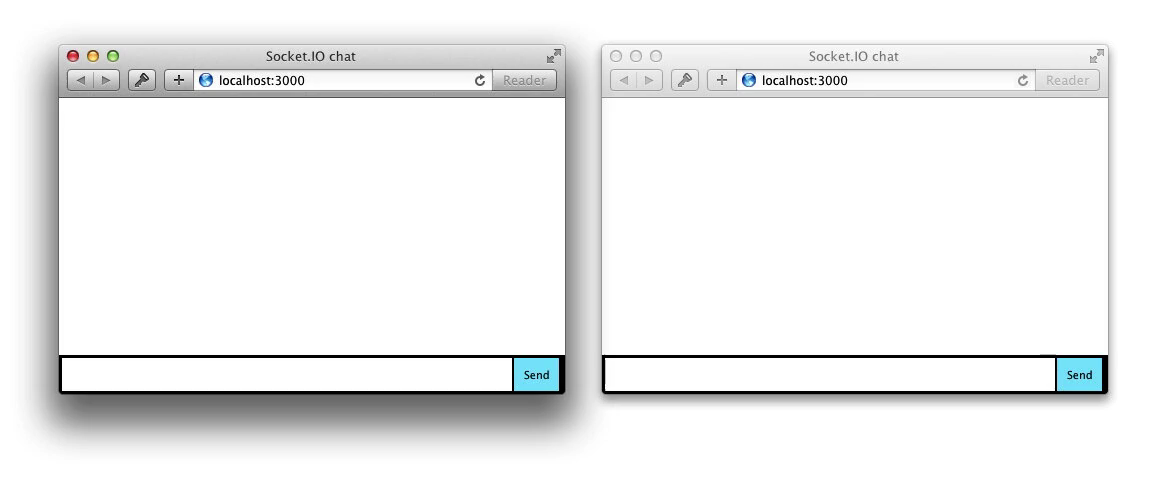 Socket.IO chat
localhost:3000
Reader
Send
Socket.IO chat
localhost:3000
Reader
Send